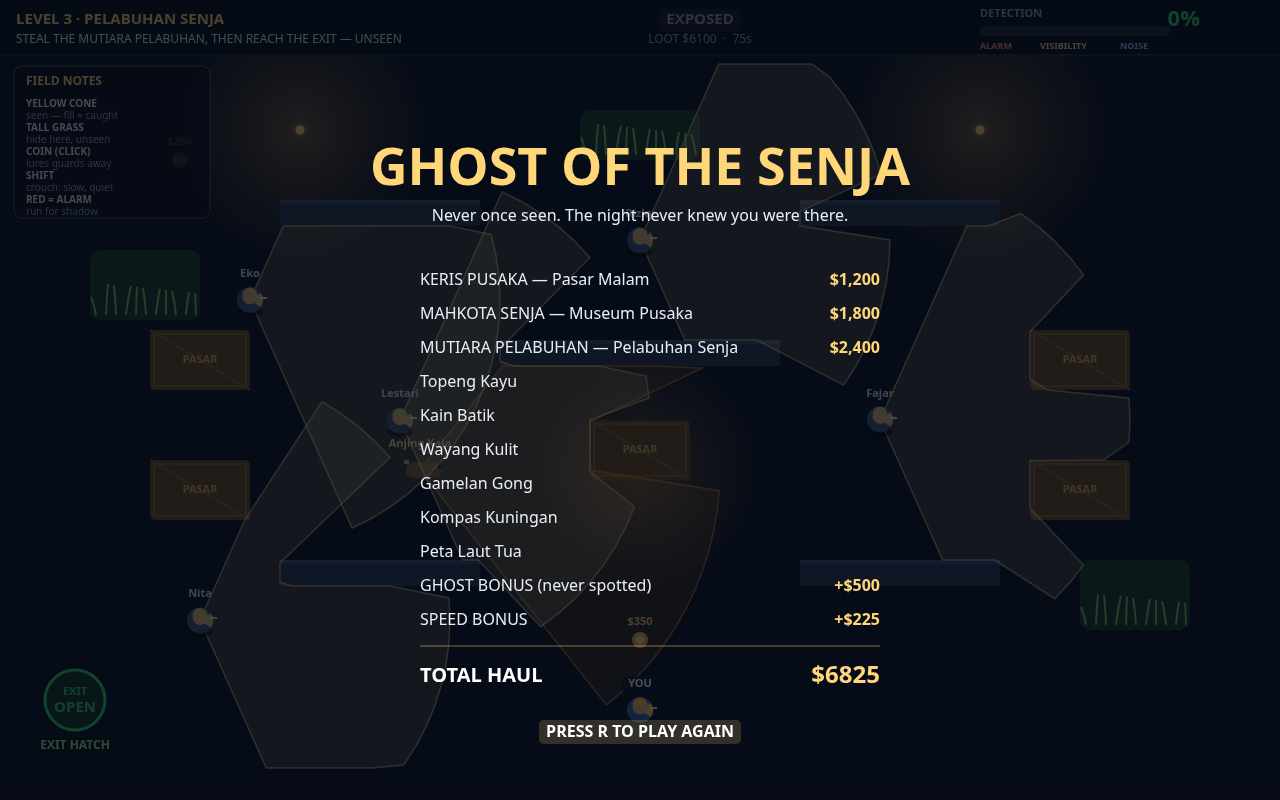 LEVEL 3 · PELABUHAN SENJA
STEAL THE MUTIARA PELABUHAN, THEN REACH THE EXIT — UNSEEN
EXPOSED
LOOT $6100 · 75s
DETECTION
0%
ALARM VISIBILITY NOISE
FIELD NOTES
YELLOW CONE
seen — fill = caught
TALL GRASS
hide here, unseen
COIN (CLICK)
lures guards away
SHIFT
crouch: slow, quiet
RED = ALARM
run for shadow
$350
GHOST OF THE SENJA
Never once seen. The night never knew you were there.
Eko
KERIS PUSAKA — Pasar Malam $1,200
MAHKOTA SENJA — Museum Pusaka $1,800
MUTIARA PELABUHAN — Pelabuhan Senja $2,400
PASAR
PASAR
Topeng Kayu
Lestari
Fajar
Kain Batik
Wayang Kulit
PASAR
Gamelan Gong
PASAR
PASAR
Kompas Kuningan
Peta Laut Tua
GHOST BONUS (never spotted) +$500
Nita
SPEED BONUS +$225
$350
TOTAL HAUL $6825
YOU
EXIT
OPEN
EXIT HATCH
PRESS R TO PLAY AGAIN